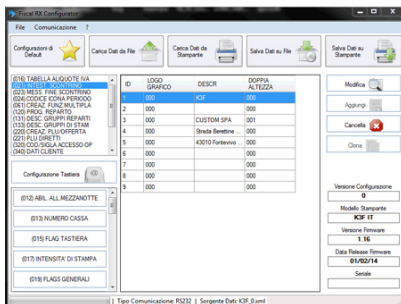 Fiscal RX Configurator
File Comunicazione ?
Configurazioni di Default
Carica Dati da File
Carica Dati da Stampante
Salva Dati su File
Salva Dati su Stampante
(016) TABELLA ALIQUOTE IVA
(021) INTEST. SCONTRINO
(023) MESS. FINE SCONTRINO
(024) CODICE ICONA PERIODO
(061) CREAZ. FUNZ.MULTIPLA
(120) PROG. REPARTO
(131) DESC. GRUPPI REPARTI
(133) DESC. GRUPPI DI STAM
(220) CREAZ. PLU/OFFERTA
(221) PLU DIRETTI
(320) COD/SIGLA ACCESSO OP
(340) DATI CLIENTE
Configurazione Tastiera
(012) ABIL. ALL.MEZZANOTTE
(013) NUMERO CASSA
(015) FLAG TASTIERA
(017) INTENSITA' DI STAMPA
(019) FLAGS GENERALI
ID LOGO GRAFICO DESCR DOPPIA ALTEZZA
1 000 K3F 000
2 000 000
3 000 CUSTOM SPA 001
4 000 Strada Berettine ... 000
5 000 43010 Fontevivo ... 000
6 000 000
7 000 000
8 000 000
9 000 000
Modifica
Aggiungi
Cancella
Clona
Versione Configurazione
0
Modello Stampante
K3F IT
Versione Firmware
1.16
Data Release Firmware
01/02/14
Seriale
Tipo Comunicazione: RS232 | Sorgente Dati: K3F_0.xml